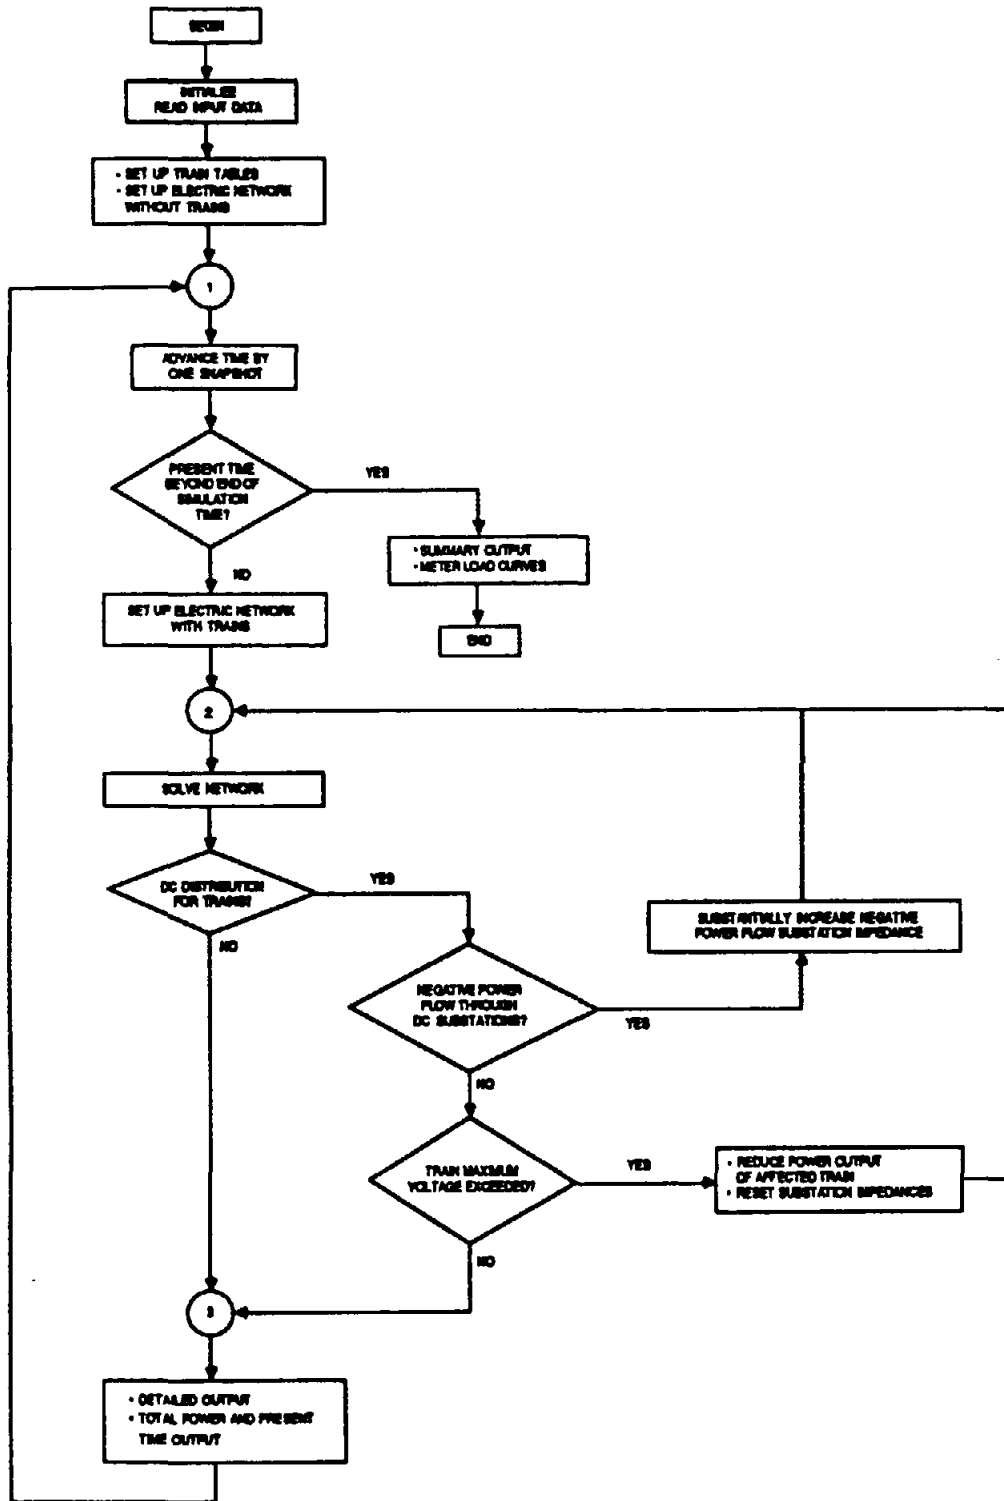 BEGIN
INITIALIZE
READ INPUT DATA
• SET UP TRAIN TABLES
• SET UP ELECTRIC NETWORK
WITHOUT TRAINS
1
ADVANCE TIME BY
ONE SNAPSHOT
PRESENT TIME
BEYOND END OF
SIMULATION
TIME?
YES
• SUMMARY OUTPUT
• METER LOAD CURVES
NO
END
SET UP ELECTRIC NETWORK
WITH TRAINS
2
SOLVE NETWORK
DC DISTRIBUTION
FOR TRAINS?
YES
NO
SUBSTANTIALLY INCREASE NEGATIVE
POWER FLOW SUBSTATION IMPEDANCE
NEGATIVE POWER
FLOW THROUGH
DC SUBSTATIONS?
YES
NO
TRAIN MAXIMUM
VOLTAGE EXCEEDED?
YES
• REDUCE POWER OUTPUT
OF AFFECTED TRAIN
• RESET SUBSTATION IMPEDANCES
NO
3
• DETAILED OUTPUT
• TOTAL POWER AND PRESENT
TIME OUTPUT